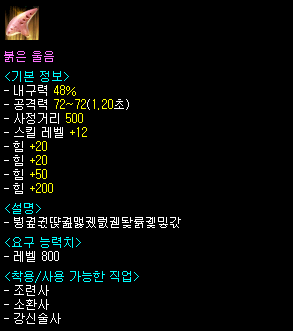 붉은 울음
<기본 정보>
- 내구력 48%
- 공격력 72~72(1,20초)
- 사정거리 500
- 스킬 레벨 +12
- 힘 +20
- 힘 +20
- 힘 +50
- 힘 +200
<설명>
<요구 능력치>
- 레벨 800
<착용/사용 가능한 직업>
- 조련사
- 소환사
- 강신술사